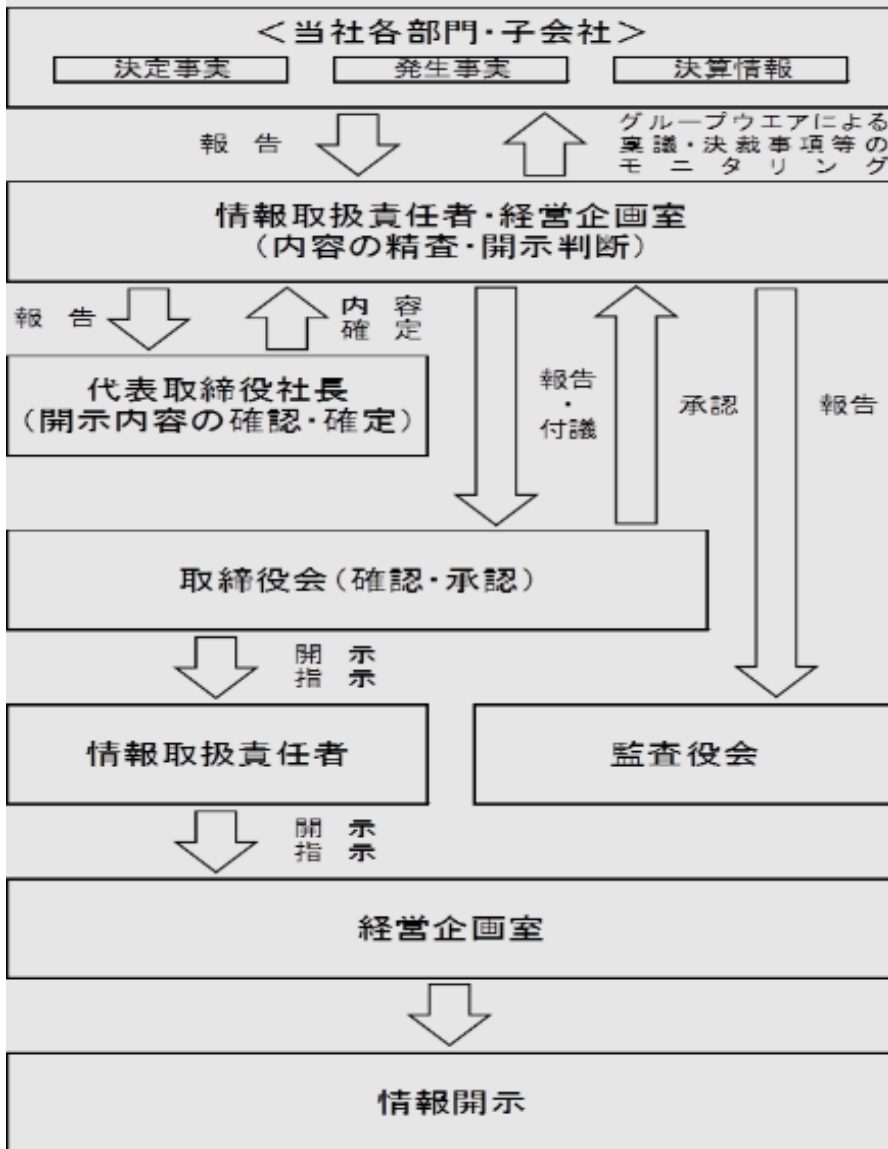 ＜当社各部門・子会社＞
決定事実
発生事実
決算情報
報告
グループウエアによる
稟議・決裁事項等の
モニタリング
情報取扱責任者・経営企画室
（内容の精査・開示判断）
報告
内容
確定
代表取締役社長
（開示内容の確認・確定）
報告
・
付議
承認
報告
取締役会（確認・承認）
開示
指示
情報取扱責任者
監査役会
開示
指示
経営企画室
情報開示